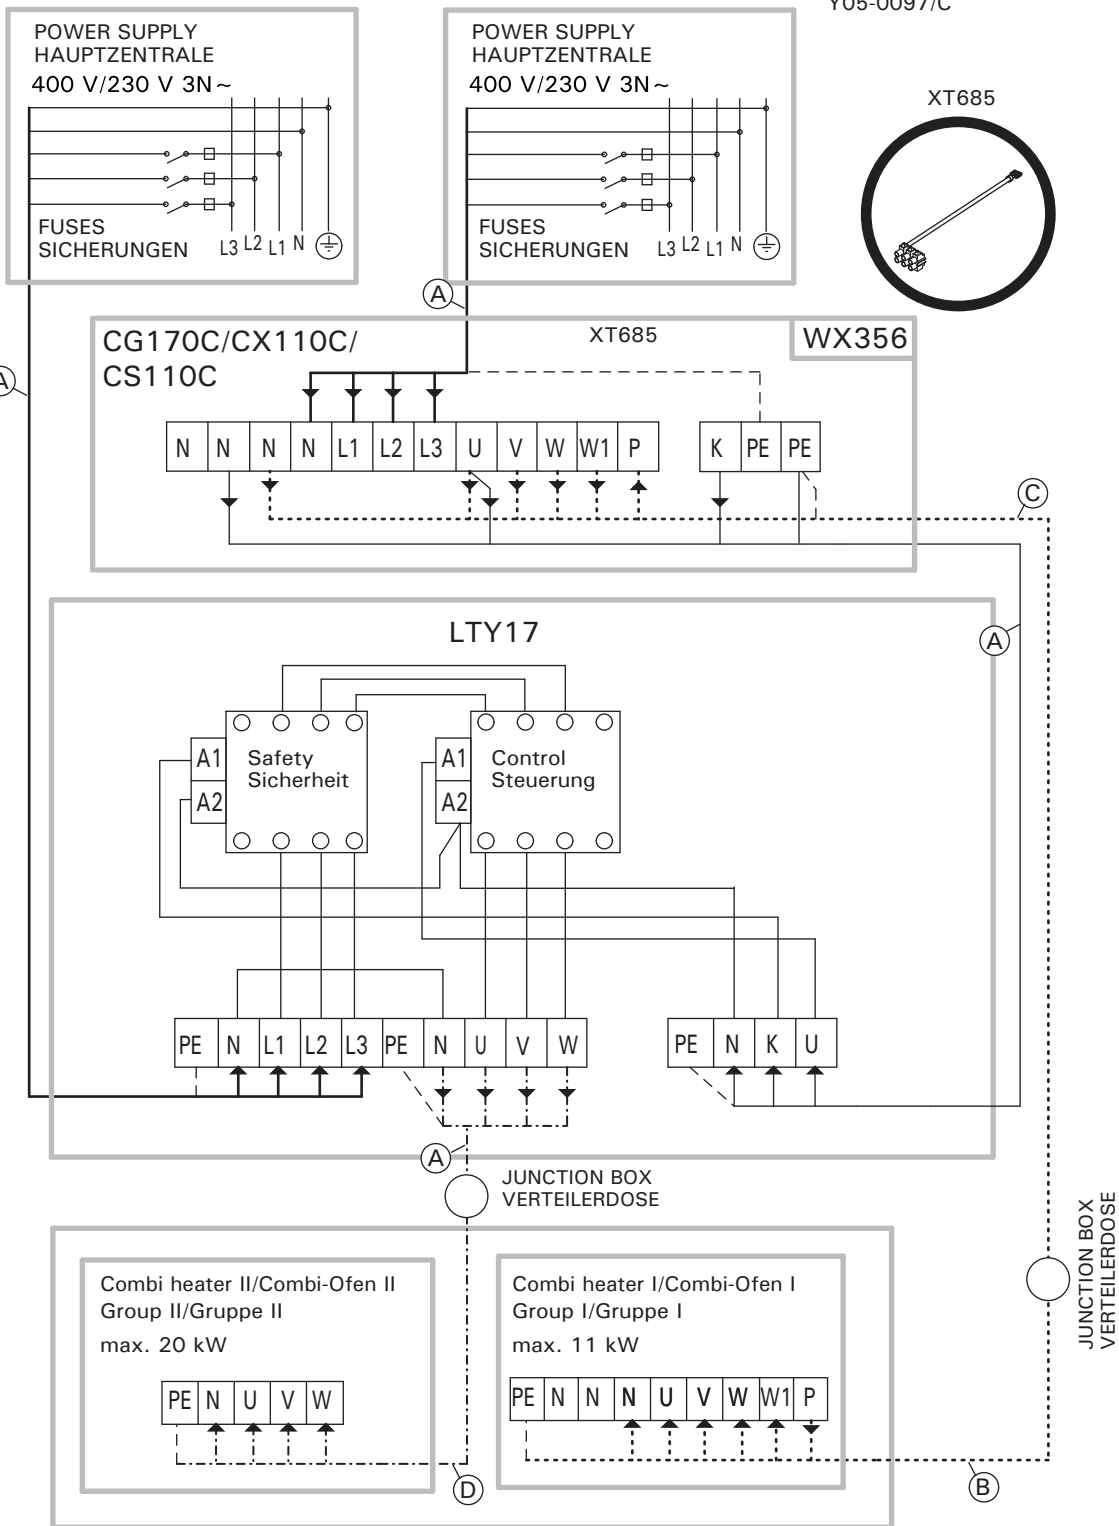 Y05-0097/C
POWER SUPPLY
HAUPTZENTRALE
400 V/230 V 3N~
FUSES
SICHERUNGEN
L3 L2 L1 N
POWER SUPPLY
HAUPTZENTRALE
400 V/230 V 3N~
FUSES
SICHERUNGEN
L3 L2 L1 N
XT685
A
A
CG170C/CX110C/
CS110C
XT685
WX356
N N N N L1 L2 L3 U V W W1 P
K PE PE
C
LTY17
A
A1
A2
Safety
Sicherheit
A1
A2
Control
Steuerung
PE N L1 L2 L3 PE N U V W
PE N K U
A
JUNCTION BOX
VERTEILERDOSE
JUNCTION BOX
VERTEILERDOSE
Combi heater II/Combi-Ofen II
Group II/Gruppe II
max. 20 kW
PE N U V W
D
Combi heater I/Combi-Ofen I
Group I/Gruppe I
max. 11 kW
PE N N N U V W W1 P
B